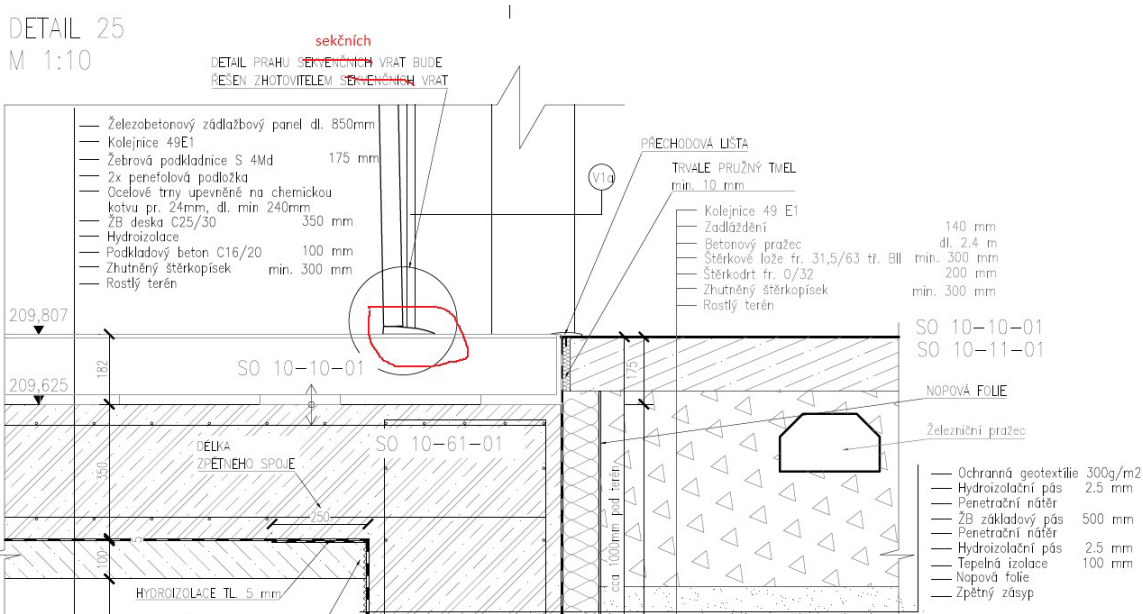 DETAIL 25
M 1:10
sekčních
DETAIL PRAHU SEKVENČNICH VRAT BUDE
ŘEŠEN ZHOTOVITELEM SEKVENČNICH VRAT
Železobetonový zádlažbový panel dl. 850mm
Kolejnice 49E1
Žebrová podkladnice S 4Md 175 mm
2x penefolová podložka
Ocelové trny upevněné na chemickou
kotvu pr. 24mm, dl. min 240mm
ŽB deska C25/30 350 mm
Hydroizolace
Podkladový beton C16/20 100 mm
Zhutněný štěrkopísek min. 300 mm
Rostlý terén
V1a
PŘECHODOVÁ LIŠTA
TRVALE PRUŽNÝ TMEL
min. 10 mm
Kolejnice 49 E1
Zadláždění 140 mm
Betonový pražec dl. 2.4 m
Štěrkové lože fr. 31,5/63 tř. BII min. 300 mm
Štěrkodrt fr. 0/32 200 mm
Zhutněný štěrkopísek min. 300 mm
Rostlý terén
209,807
SO 10-10-01
SO 10-11-01
182
SO 10-10-01
175
209,625
NOPOVÁ FOLIE
SO 10-61-01
Železniční pražec
DÉLKA
ZPĚTNÉHO SPOJE
350
250
cca 1000mm pod terén
Ochranná geotextílie 300g/m2
Hydroizolační pás 2.5 mm
Penetrační nátěr
ŽB základový pás 500 mm
Penetrační nátěr
Hydroizolační pás 2.5 mm
Tepelná izolace 100 mm
Nopová folie
Zpětný zásyp
5
100
HYDROIZOLACE TL. 5 mm